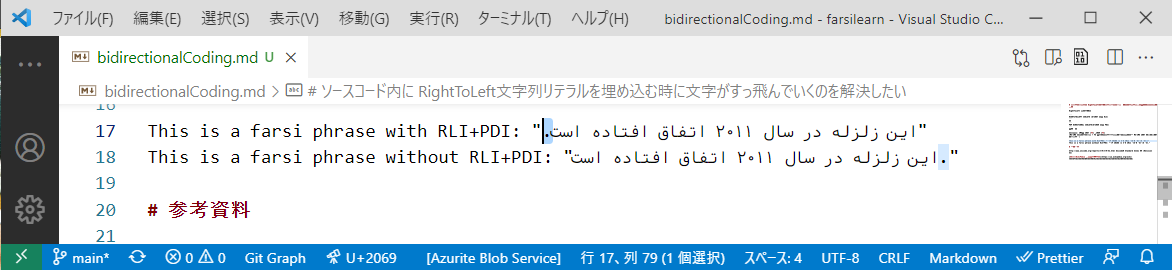 ファイル(F) 編集(E) 選択(S) 表示(V) 移動(G) 実行(R) ターミナル(T) ヘルプ(H) bidirectionalCoding.md - farsilearn - Visual Studio C...
bidirectionalCoding.md U
bidirectionalCoding.md > # ソースコード内に RightToLeft文字列リテラルを埋め込む時に文字がすっ飛んでいくのを解決したい
16
17 This is a farsi phrase with RLI+PDI: "⁧این زلزله در سال ۲۰۱۱ اتفاق افتاده است.⁩"
18 This is a farsi phrase without RLI+PDI: "این زلزله در سال ۲۰۱۱ اتفاق افتاده است."
19
20 # 参考資料
21
main* 0 0 Git Graph U+2069 [Azurite Blob Service] 行 17、列 79 (1 個選択) スペース: 4 UTF-8 CRLF Markdown Prettier